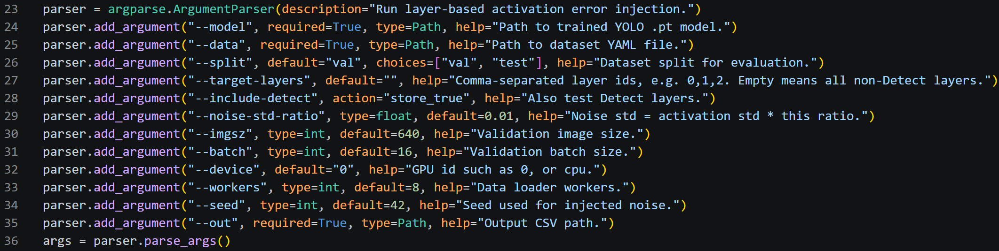 23 parser = argparse.ArgumentParser(description="Run layer-based activation error injection.")
24 parser.add_argument("--model", required=True, type=Path, help="Path to trained YOLO .pt model.")
25 parser.add_argument("--data", required=True, type=Path, help="Path to dataset YAML file.")
26 parser.add_argument("--split", default="val", choices=["val", "test"], help="Dataset split for evaluation.")
27 parser.add_argument("--target-layers", default="", help="Comma-separated layer ids, e.g. 0,1,2. Empty means all non-Detect layers.")
28 parser.add_argument("--include-detect", action="store_true", help="Also test Detect layers.")
29 parser.add_argument("--noise-std-ratio", type=float, default=0.01, help="Noise std = activation std * this ratio.")
30 parser.add_argument("--imgsz", type=int, default=640, help="Validation image size.")
31 parser.add_argument("--batch", type=int, default=16, help="Validation batch size.")
32 parser.add_argument("--device", default="0", help="GPU id such as 0, or cpu.")
33 parser.add_argument("--workers", type=int, default=8, help="Data loader workers.")
34 parser.add_argument("--seed", type=int, default=42, help="Seed used for injected noise.")
35 parser.add_argument("--out", required=True, type=Path, help="Output CSV path.")
36 args = parser.parse_args()